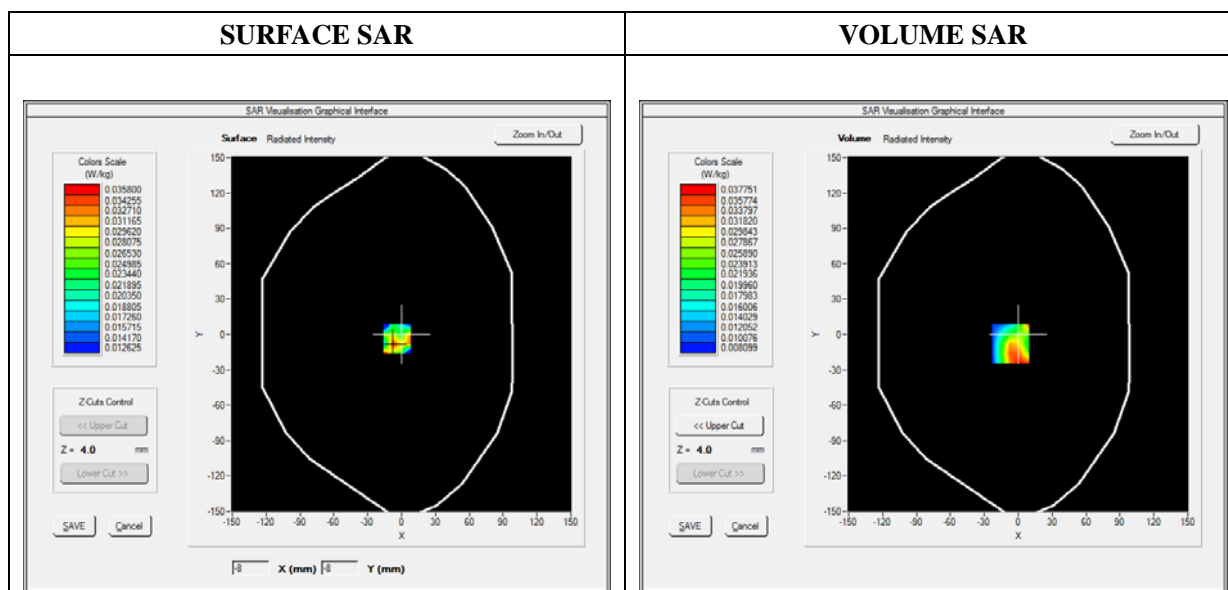 SURFACE SAR
VOLUME SAR
SAR Visualisation Graphical Interface
Surface Radiated Intensity
Zoom In/Out
Colors Scale
(W/kg)
0.035800
0.034255
0.032710
0.031165
0.029620
0.028075
0.026530
0.024985
0.023440
0.021895
0.020350
0.018805
0.017260
0.015715
0.014170
0.012625
Z-Cuts Control
<< Upper Cut
Z = 4.0 mm
Lower Cut >>
SAVE Cancel
150
120
90
60
30
0
-30
-60
-90
-120
-150
Y
-150 -120 -90 -60 -30 0 30 60 90 120 150
X
-8 X (mm) -8 Y (mm)
SAR Visualisation Graphical Interface
Volume Radiated Intensity
Zoom In/Out
Colors Scale
(W/kg)
0.037751
0.035774
0.033797
0.031820
0.029843
0.027867
0.025890
0.023913
0.021936
0.019960
0.017983
0.016006
0.014029
0.012052
0.010076
0.008099
Z-Cuts Control
<< Upper Cut
Z = 4.0 mm
Lower Cut >>
SAVE Cancel
150
120
90
60
30
0
-30
-60
-90
-120
-150
Y
-150 -120 -90 -60 -30 0 30 60 90 120 150
X